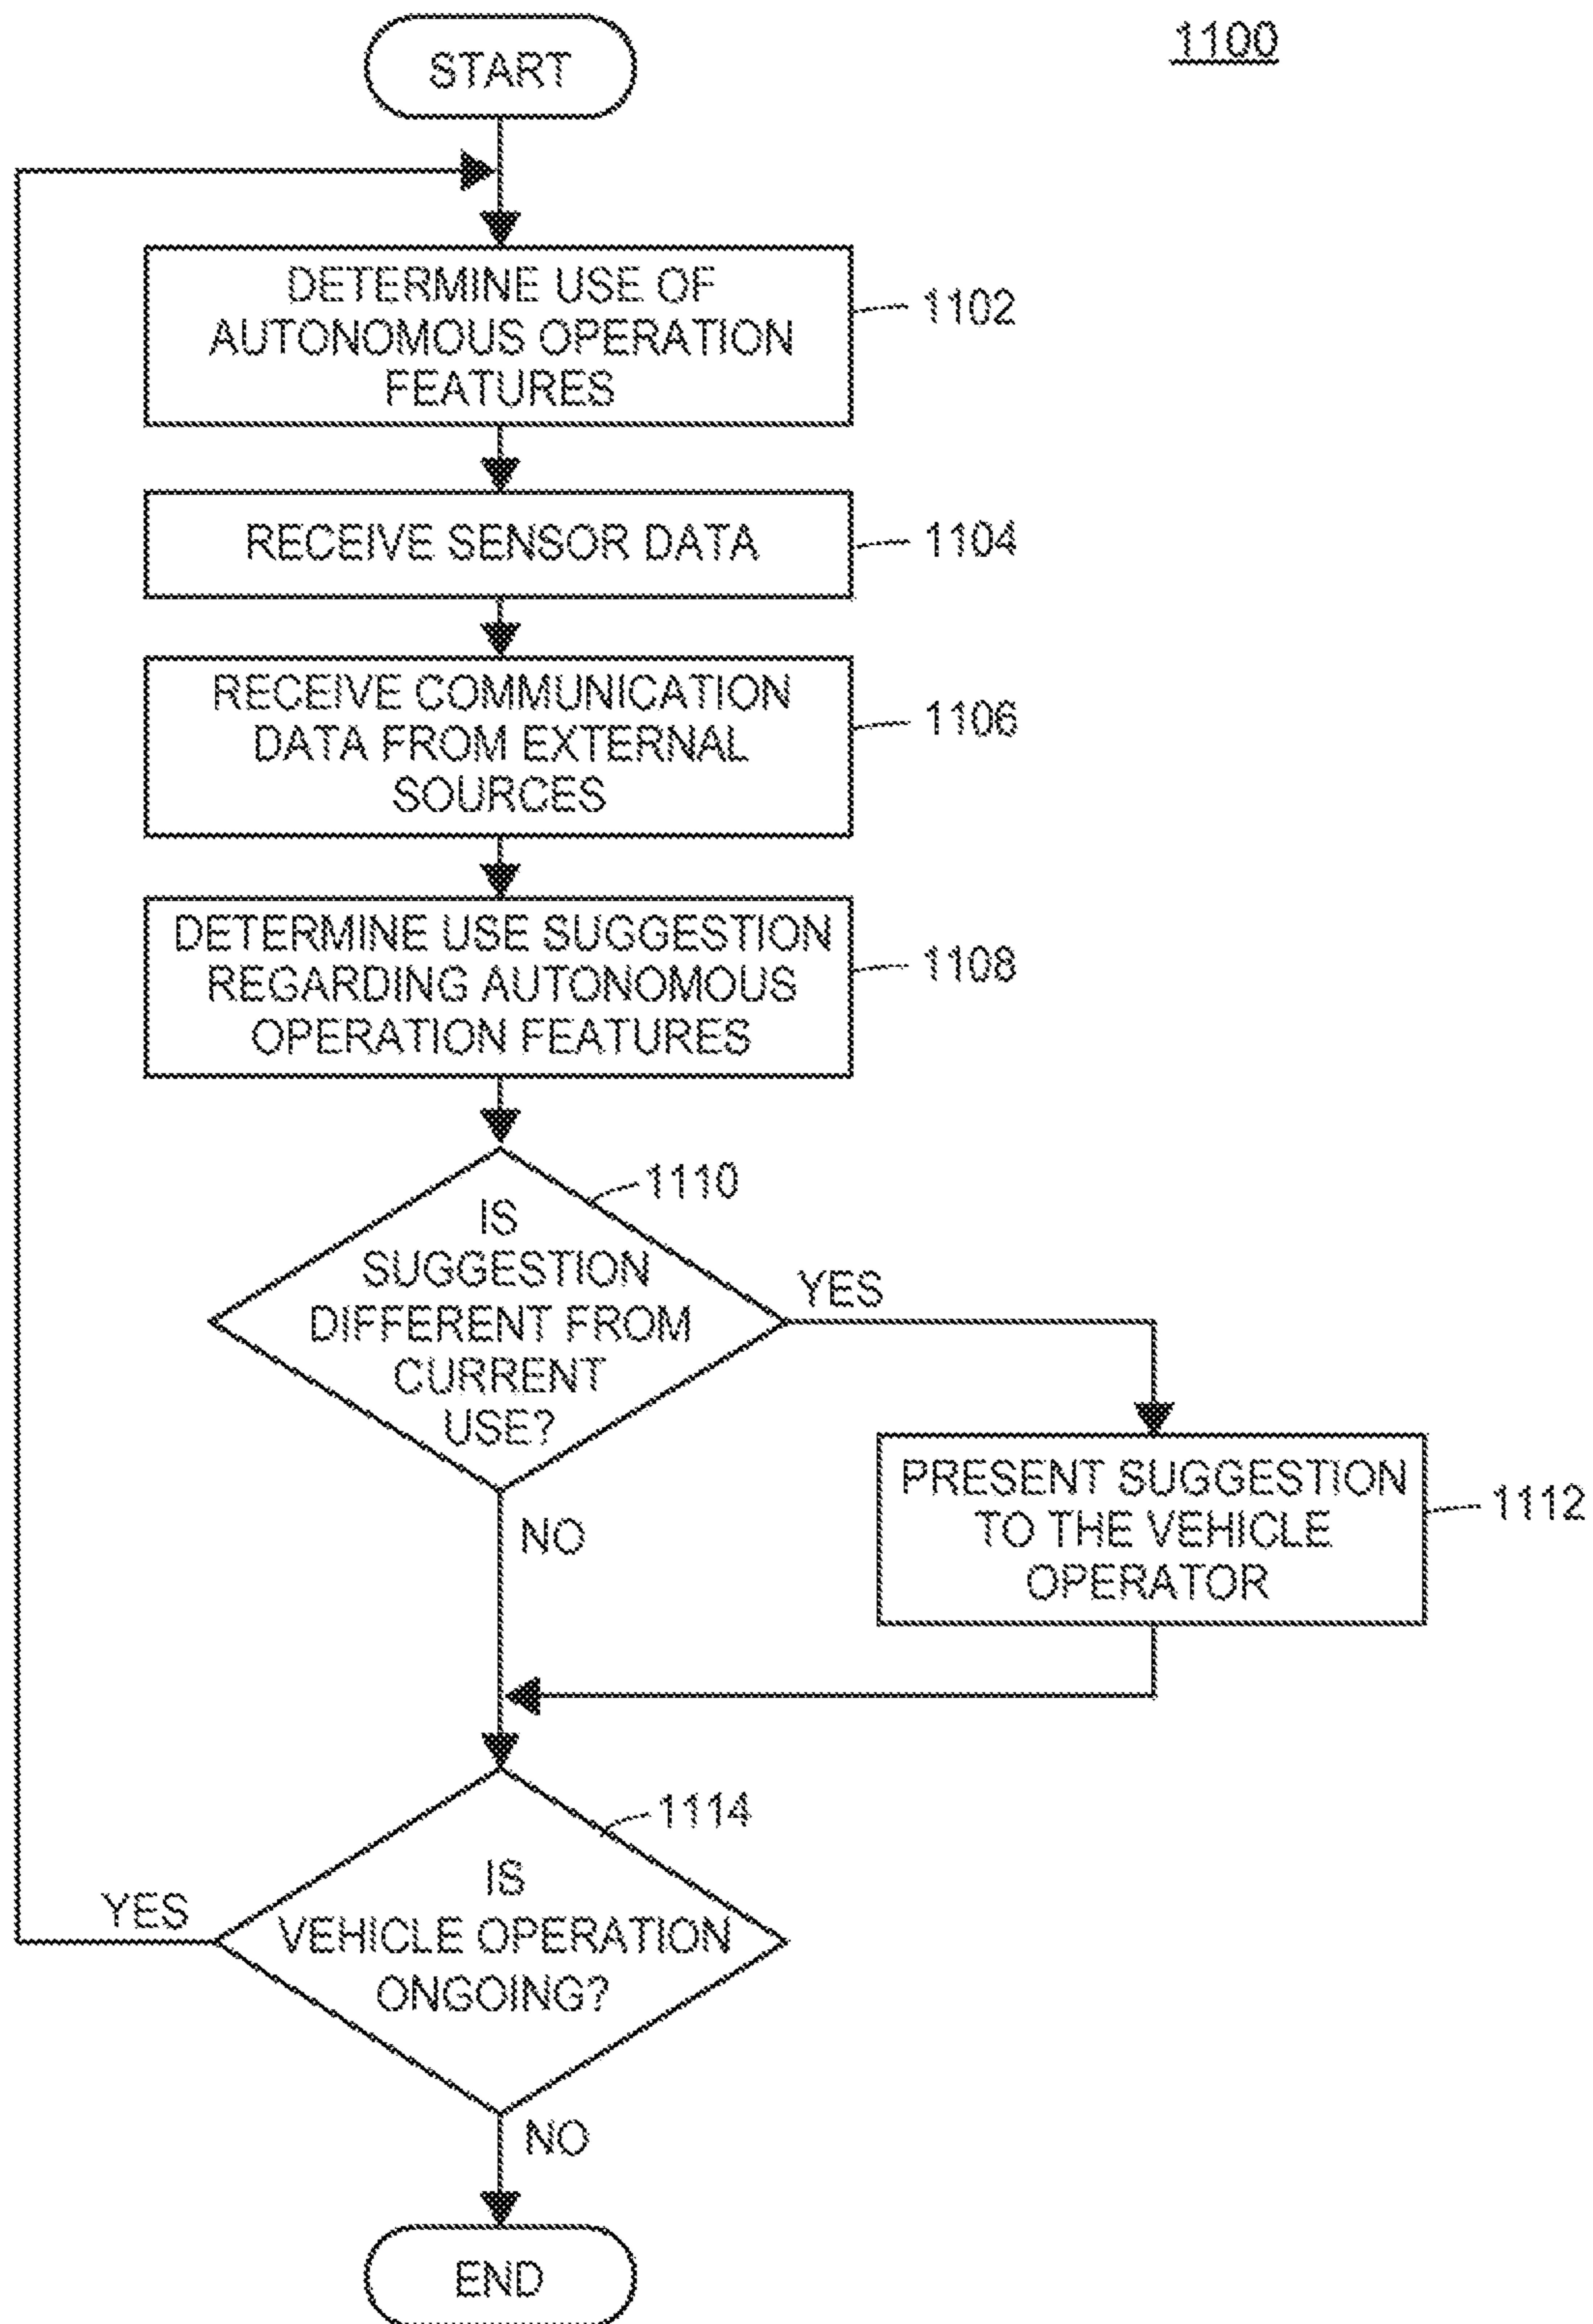 1100
START
DETERMINE USE OF
AUTONOMOUS OPERATION
FEATURES
1102
RECEIVE SENSOR DATA
1104
RECEIVE COMMUNICATION
DATA FROM EXTERNAL
SOURCES
1106
DETERMINE USE SUGGESTION
REGARDING AUTONOMOUS
OPERATION FEATURES
1108
1110
IS
SUGGESTION
DIFFERENT FROM
CURRENT
USE?
YES
NO
PRESENT SUGGESTION
TO THE VEHICLE
OPERATOR
1112
1114
IS
VEHICLE OPERATION
ONGOING?
YES
NO
END